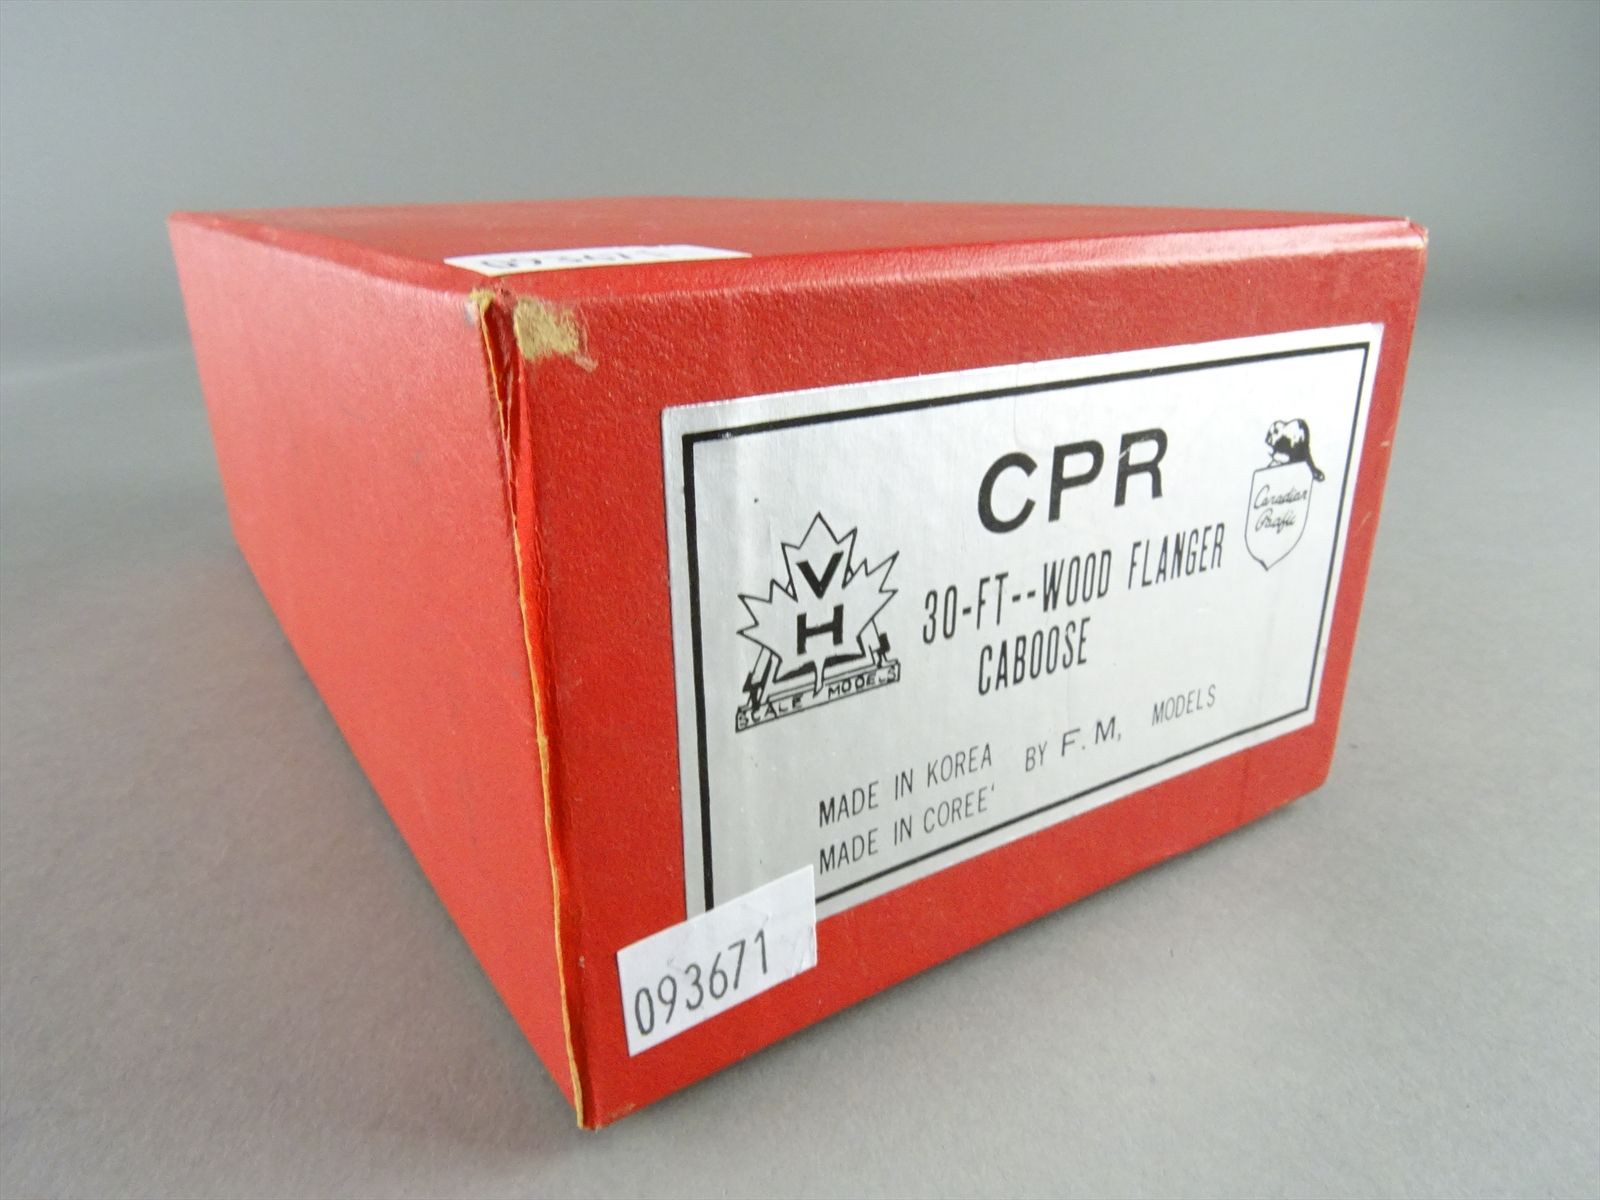 093671
CPR
Canadian
Pacific
V
H
SCALE MODELS
30-FT--WOOD FLANGER
CABOOSE
MADE IN KOREA BY F.M, MODELS
MADE IN COREE'
093671